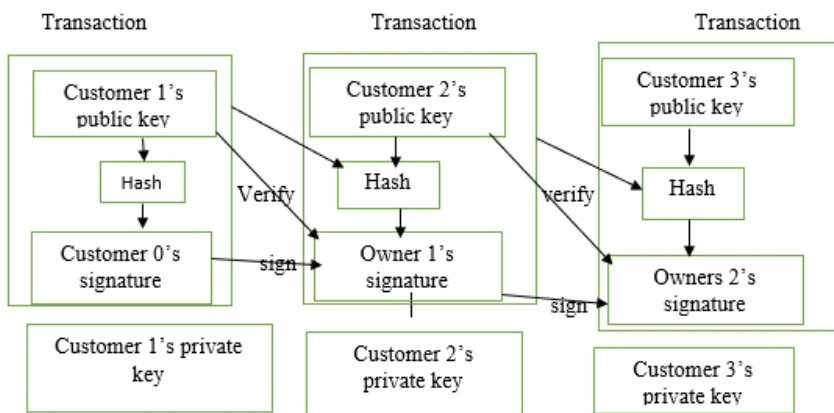 Transaction
Transaction
Transaction
Customer 1's
public key
Hash
Customer 0's
signature
Customer 1's private
key
Verify
sign
Customer 2's
public key
Hash
Owner 1's
signature
Customer 2's
private key
verify
sign
Customer 3's
public key
Hash
Owners 2's
signature
Customer 3's
private key